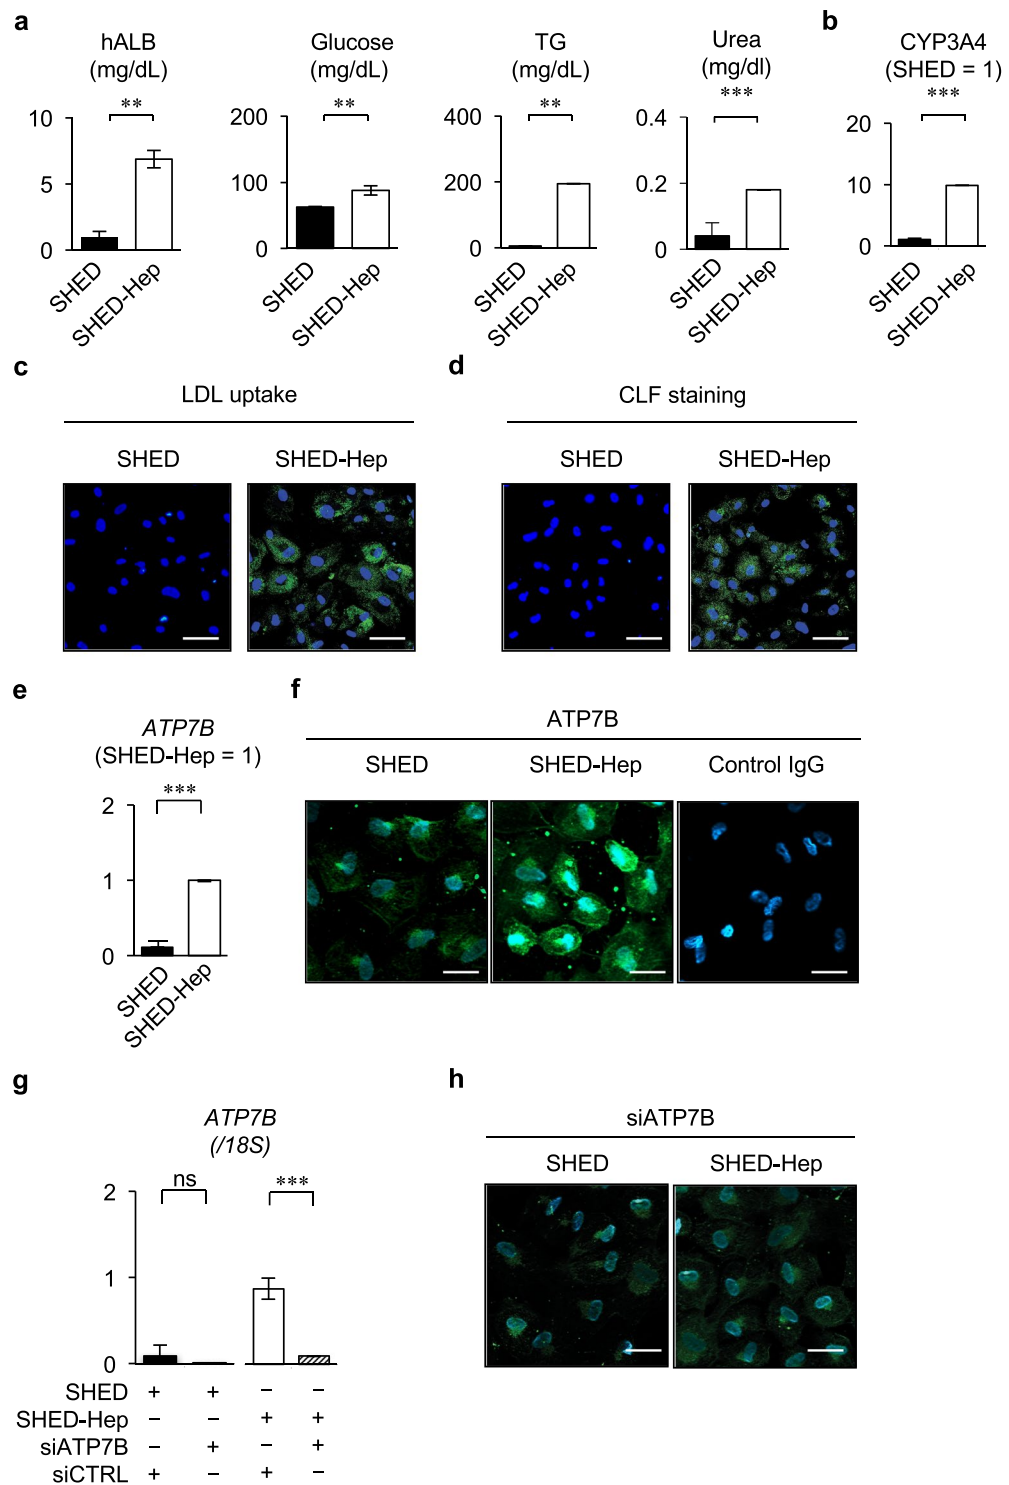 a
b
hALB
(mg/dL)
Glucose
(mg/dL)
TG
(mg/dL)
Urea
(mg/dl)
CYP3A4
(SHED = 1)
**
**
**
***
***
10
5
0
200
100
0
400
200
0
0.4
0.2
0
20
10
0
SHED
SHED-Hep
SHED
SHED-Hep
SHED
SHED-Hep
SHED
SHED-Hep
SHED
SHED-Hep
c
d
LDL uptake
CLF staining
SHED
SHED-Hep
SHED
SHED-Hep
e
f
ATP7B
(SHED-Hep = 1)
***
2
1
0
SHED
SHED-Hep
ATP7B
SHED
SHED-Hep
Control IgG
g
h
ATP7B
(/18S)
ns
***
2
1
0
SHED + + − −
SHED-Hep − − + +
siATP7B − + − +
siCTRL + − + −
siATP7B
SHED
SHED-Hep